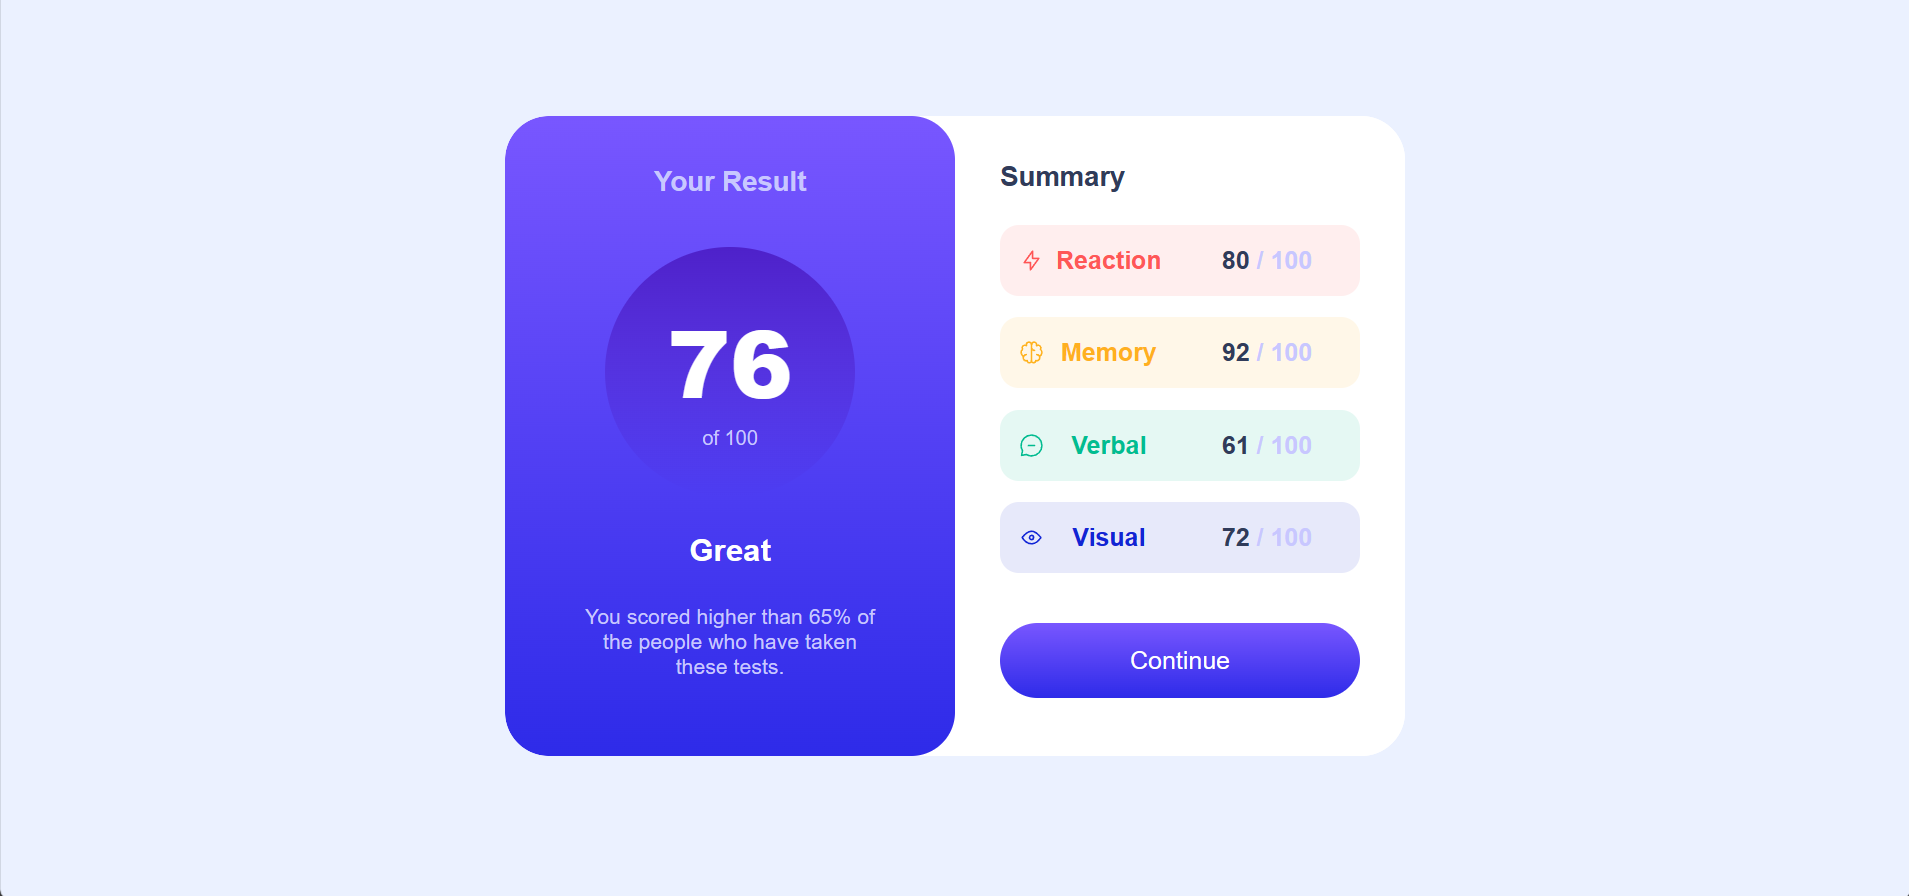 Your Result
76
of 100
Great
You scored higher than 65% of
the people who have taken
these tests.
Summary
Reaction 80 / 100
Memory 92 / 100
Verbal 61 / 100
Visual 72 / 100
Continue